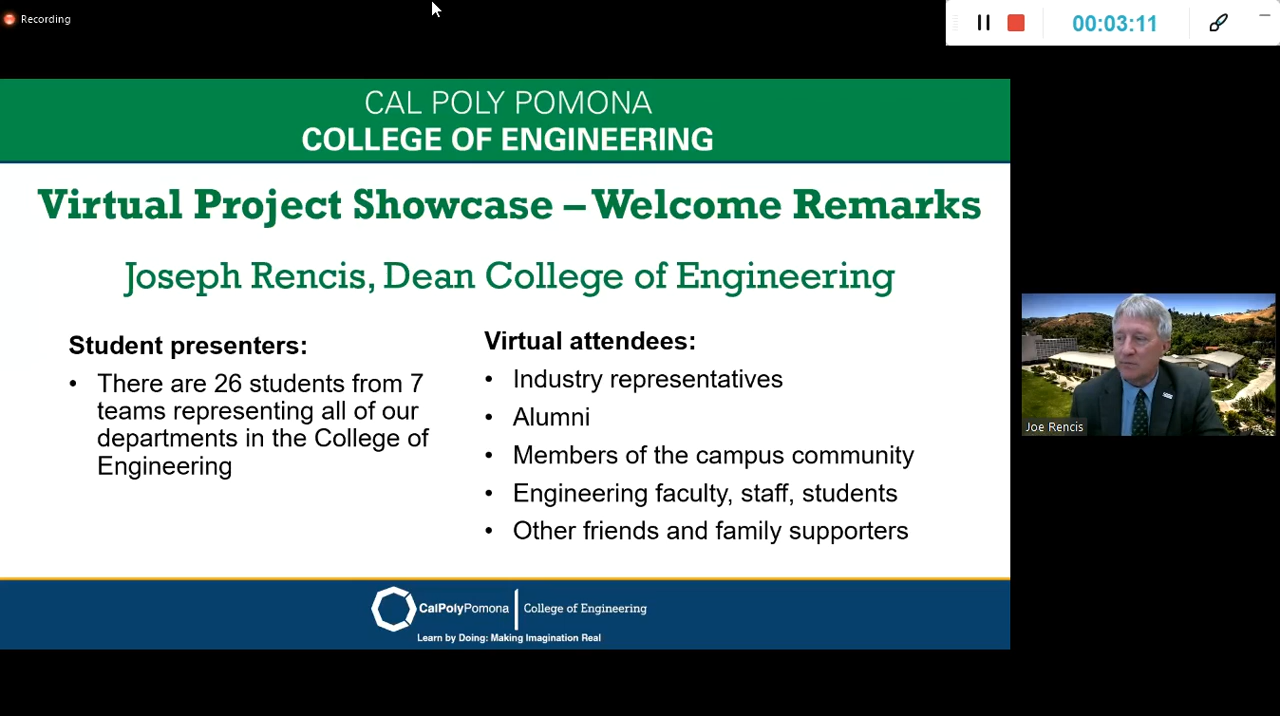 Recording
00:03:11
CAL POLY POMONA
COLLEGE OF ENGINEERING
Virtual Project Showcase – Welcome Remarks
Joseph Rencis, Dean College of Engineering
Student presenters:
• There are 26 students from 7
teams representing all of our
departments in the College of
Engineering
Virtual attendees:
• Industry representatives
• Alumni
• Members of the campus community
• Engineering faculty, staff, students
• Other friends and family supporters
Joe Rencis
CalPolyPomona | College of Engineering
Learn by Doing: Making Imagination Real